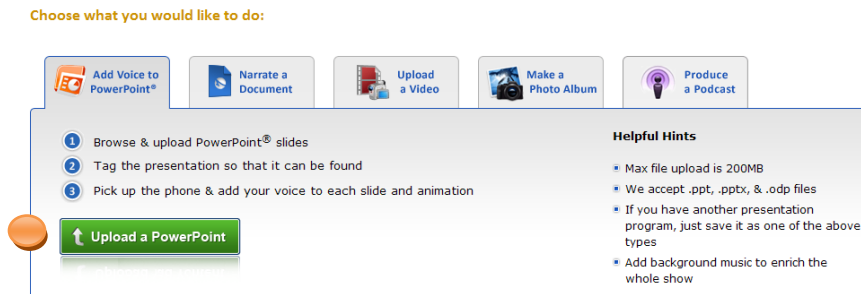 Choose what you would like to do:
Add Voice to
PowerPoint®
Narrate a
Document
Upload
a Video
Make a
Photo Album
Produce
a Podcast
1 Browse & upload PowerPoint® slides
2 Tag the presentation so that it can be found
3 Pick up the phone & add your voice to each slide and animation
Upload a PowerPoint
Helpful Hints
Max file upload is 200MB
We accept .ppt, .pptx, & .odp files
If you have another presentation
program, just save it as one of the above
types
Add background music to enrich the
whole show